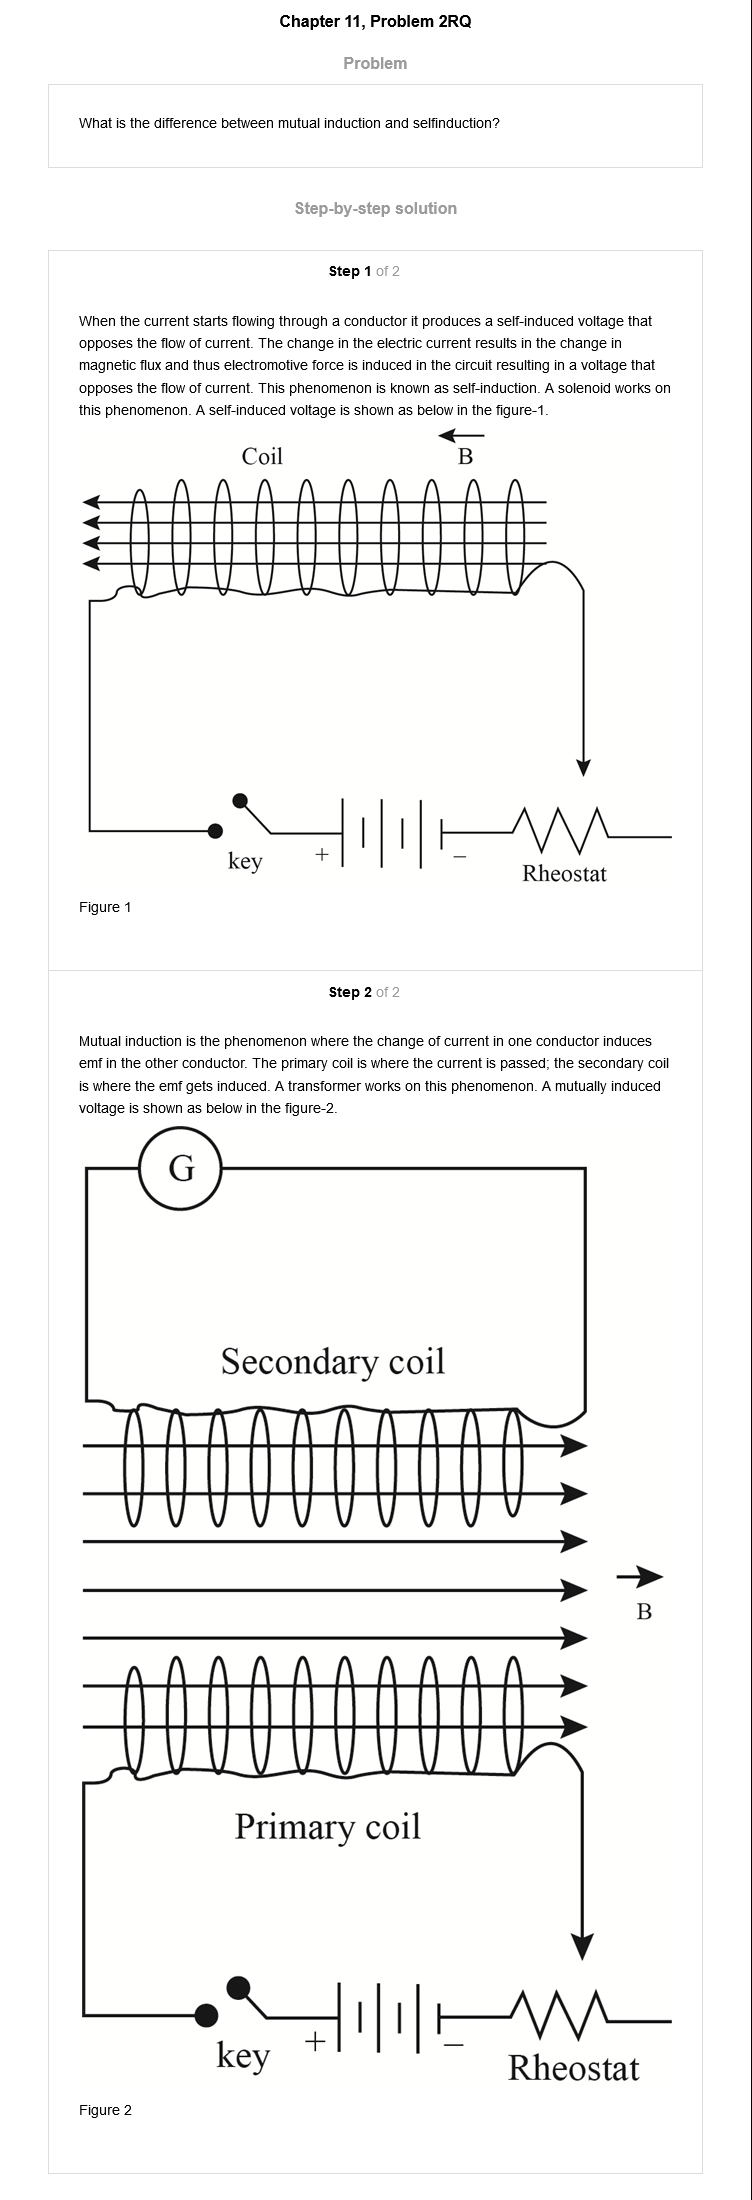 Chapter 11, Problem 2RQ
Problem
What is the difference between mutual induction and selfinduction?
Step-by-step solution
Step 1 of 2
When the current starts flowing through a conductor it produces a self-induced voltage that
opposes the flow of current. The change in the electric current results in the change in
magnetic flux and thus electromotive force is induced in the circuit resulting in a voltage that
opposes the flow of current. This phenomenon is known as self-induction. A solenoid works on
this phenomenon. A self-induced voltage is shown as below in the figure-1.
Coil
B
key
+
−
Rheostat
Figure 1
Step 2 of 2
Mutual induction is the phenomenon where the change of current in one conductor induces
emf in the other conductor. The primary coil is where the current is passed; the secondary coil
is where the emf gets induced. A transformer works on this phenomenon. A mutually induced
voltage is shown as below in the figure-2.
G
Secondary coil
B
Primary coil
key
+
−
Rheostat
Figure 2